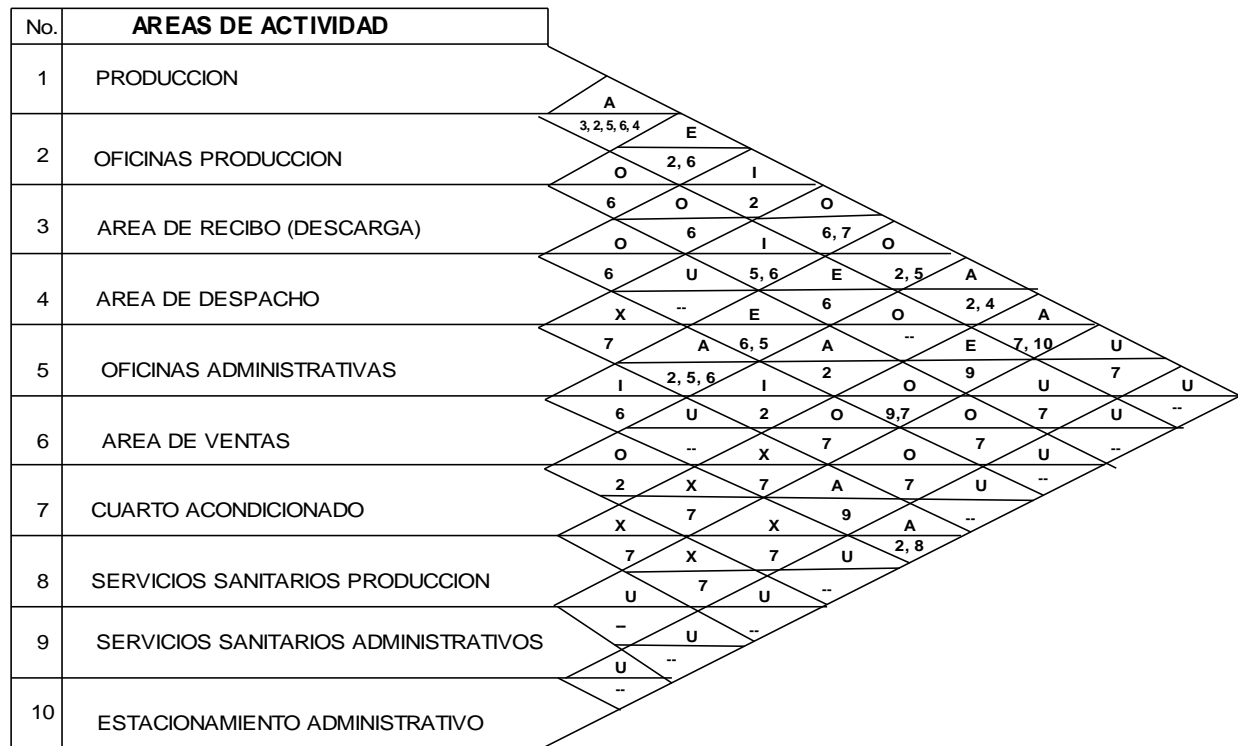 No. AREAS DE ACTIVIDAD
1 PRODUCCION
A
3, 2, 5, 6, 4 E
2 OFICINAS PRODUCCION 2, 6
O I
6 O 2 O
3 AREA DE RECIBO (DESCARGA) 6 6, 7
O I O
6 U 5, 6 E 2, 5 A
4 AREA DE DESPACHO -- 6 2, 4
X E O A
7 A 6, 5 A -- E 7, 10 U
5 OFICINAS ADMINISTRATIVAS 2, 5, 6 2 9 7
I I O U U
6 U 2 O 9,7 O 7 U --
6 AREA DE VENTAS -- 7 7 --
O X O U
2 X 7 A 7 U --
7 CUARTO ACONDICIONADO 7 9 --
X X A
7 X 7 U 2, 8
8 SERVICIOS SANITARIOS PRODUCCION 7 --
U U
– U --
9 SERVICIOS SANITARIOS ADMINISTRATIVOS
U --
--
10 ESTACIONAMIENTO ADMINISTRATIVO